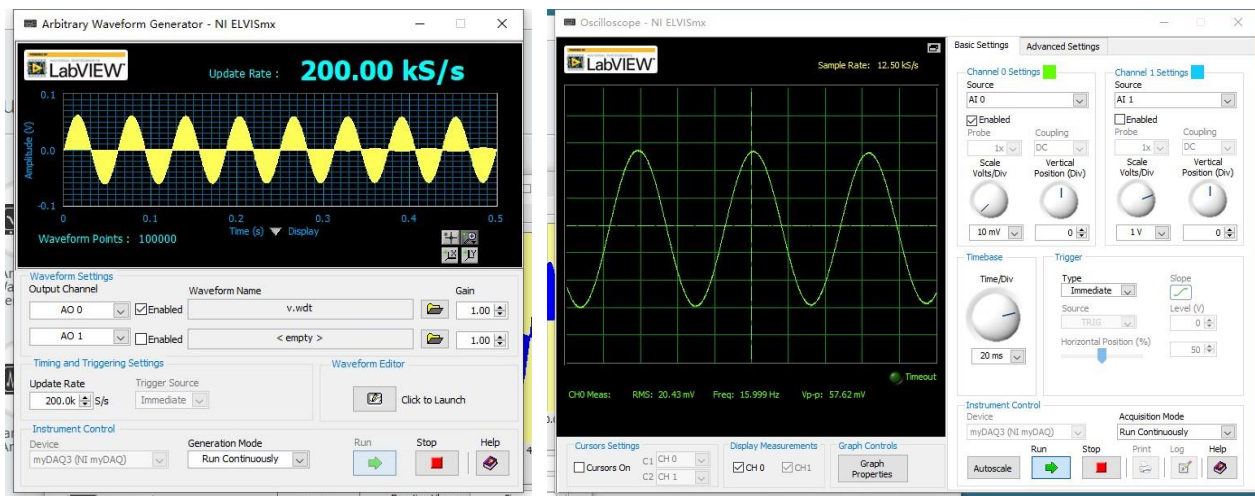 Arbitrary Waveform Generator - NI ELVISmx
LabVIEW
Update Rate : 200.00 kS/s
Amplitude (V)
0.1
0.0
-0.1
0 0.1 0.2 0.3 0.4 0.5
Time (s) Display
Waveform Points : 100000
Waveform Settings
Output Channel Waveform Name Gain
AO 0 Enabled v.wdt 1.00
AO 1 Enabled < empty > 1.00
Timing and Triggering Settings
Update Rate Trigger Source
200.0k S/s Immediate
Waveform Editor
Click to Launch
Instrument Control
Device Generation Mode Run Stop Help
myDAQ3 (NI myDAQ) Run Continuously
Oscilloscope - NI ELVISmx
LabVIEW
Sample Rate: 12.50 kS/s
Timeout
CH0 Meas: RMS: 20.43 mV Freq: 15.999 Hz Vp-p: 57.62 mV
Cursors Settings
Cursors On
C1 CH 0
C2 CH 1
Display Measurements
CH 0 CH1
Graph Controls
Graph
Properties
Basic Settings Advanced Settings
Channel 0 Settings
Source
AI 0
Enabled
Probe Coupling
1x DC
Scale Vertical
Volts/Div Position (Div)
10 mV 0
Channel 1 Settings
Source
AI 1
Enabled
Probe Coupling
1x DC
Scale Vertical
Volts/Div Position (Div)
1 V 0
Timebase
Time/Div
20 ms
Trigger
Type Slope
Immediate
Source Level (V)
TRIG 0
Horizontal Position (%)
50
Instrument Control
Device Acquisition Mode
myDAQ3 (NI myDAQ) Run Continuously
Run Stop Print Log Help
Autoscale